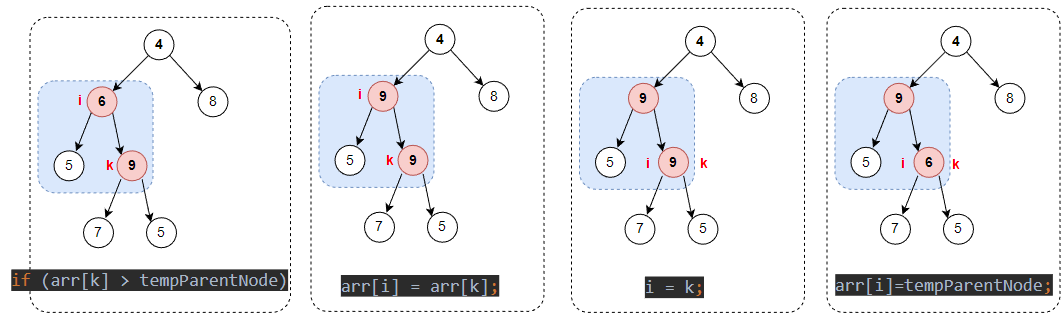 4
i 6 8
5 k 9
7 5
if (arr[k] > tempParentNode)
4
i 9 8
5 k 9
7 5
arr[i] = arr[k];
4
9 8
5 i 9 k
7 5
i = k;
4
9 8
5 i 6 k
7 5
arr[i]=tempParentNode;